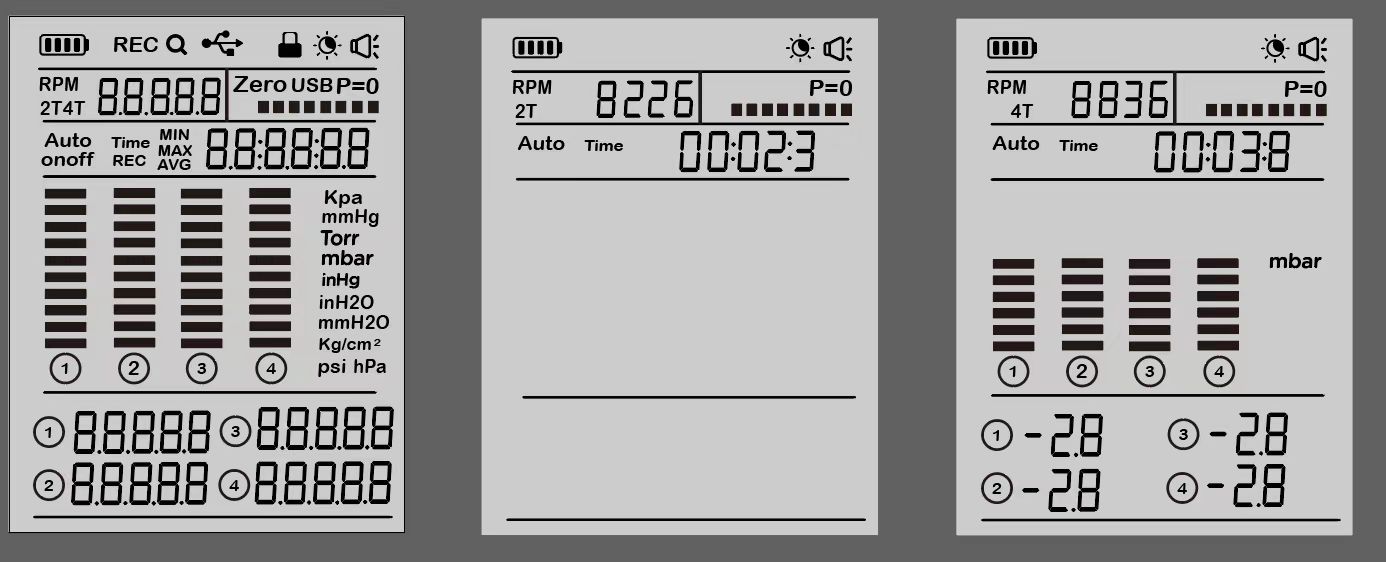 REC
RPM
2T4T
8.8.8.8.8
Zero USB P=0
Auto
onoff
Time
REC
MIN
MAX
AVG
8.8:8.8:8.8
Kpa
mmHg
Torr
mbar
inHg
inH2O
mmH2O
Kg/cm²
psi hPa
1 2 3 4
1 8.8.8.8.8
3 8.8.8.8.8
2 8.8.8.8.8
4 8.8.8.8.8
RPM
2T
8226
P=0
Auto Time 00:02:3
RPM
4T
8836
P=0
Auto Time 00:03:8
mbar
1 2 3 4
1 -2.8
3 -2.8
2 -2.8
4 -2.8